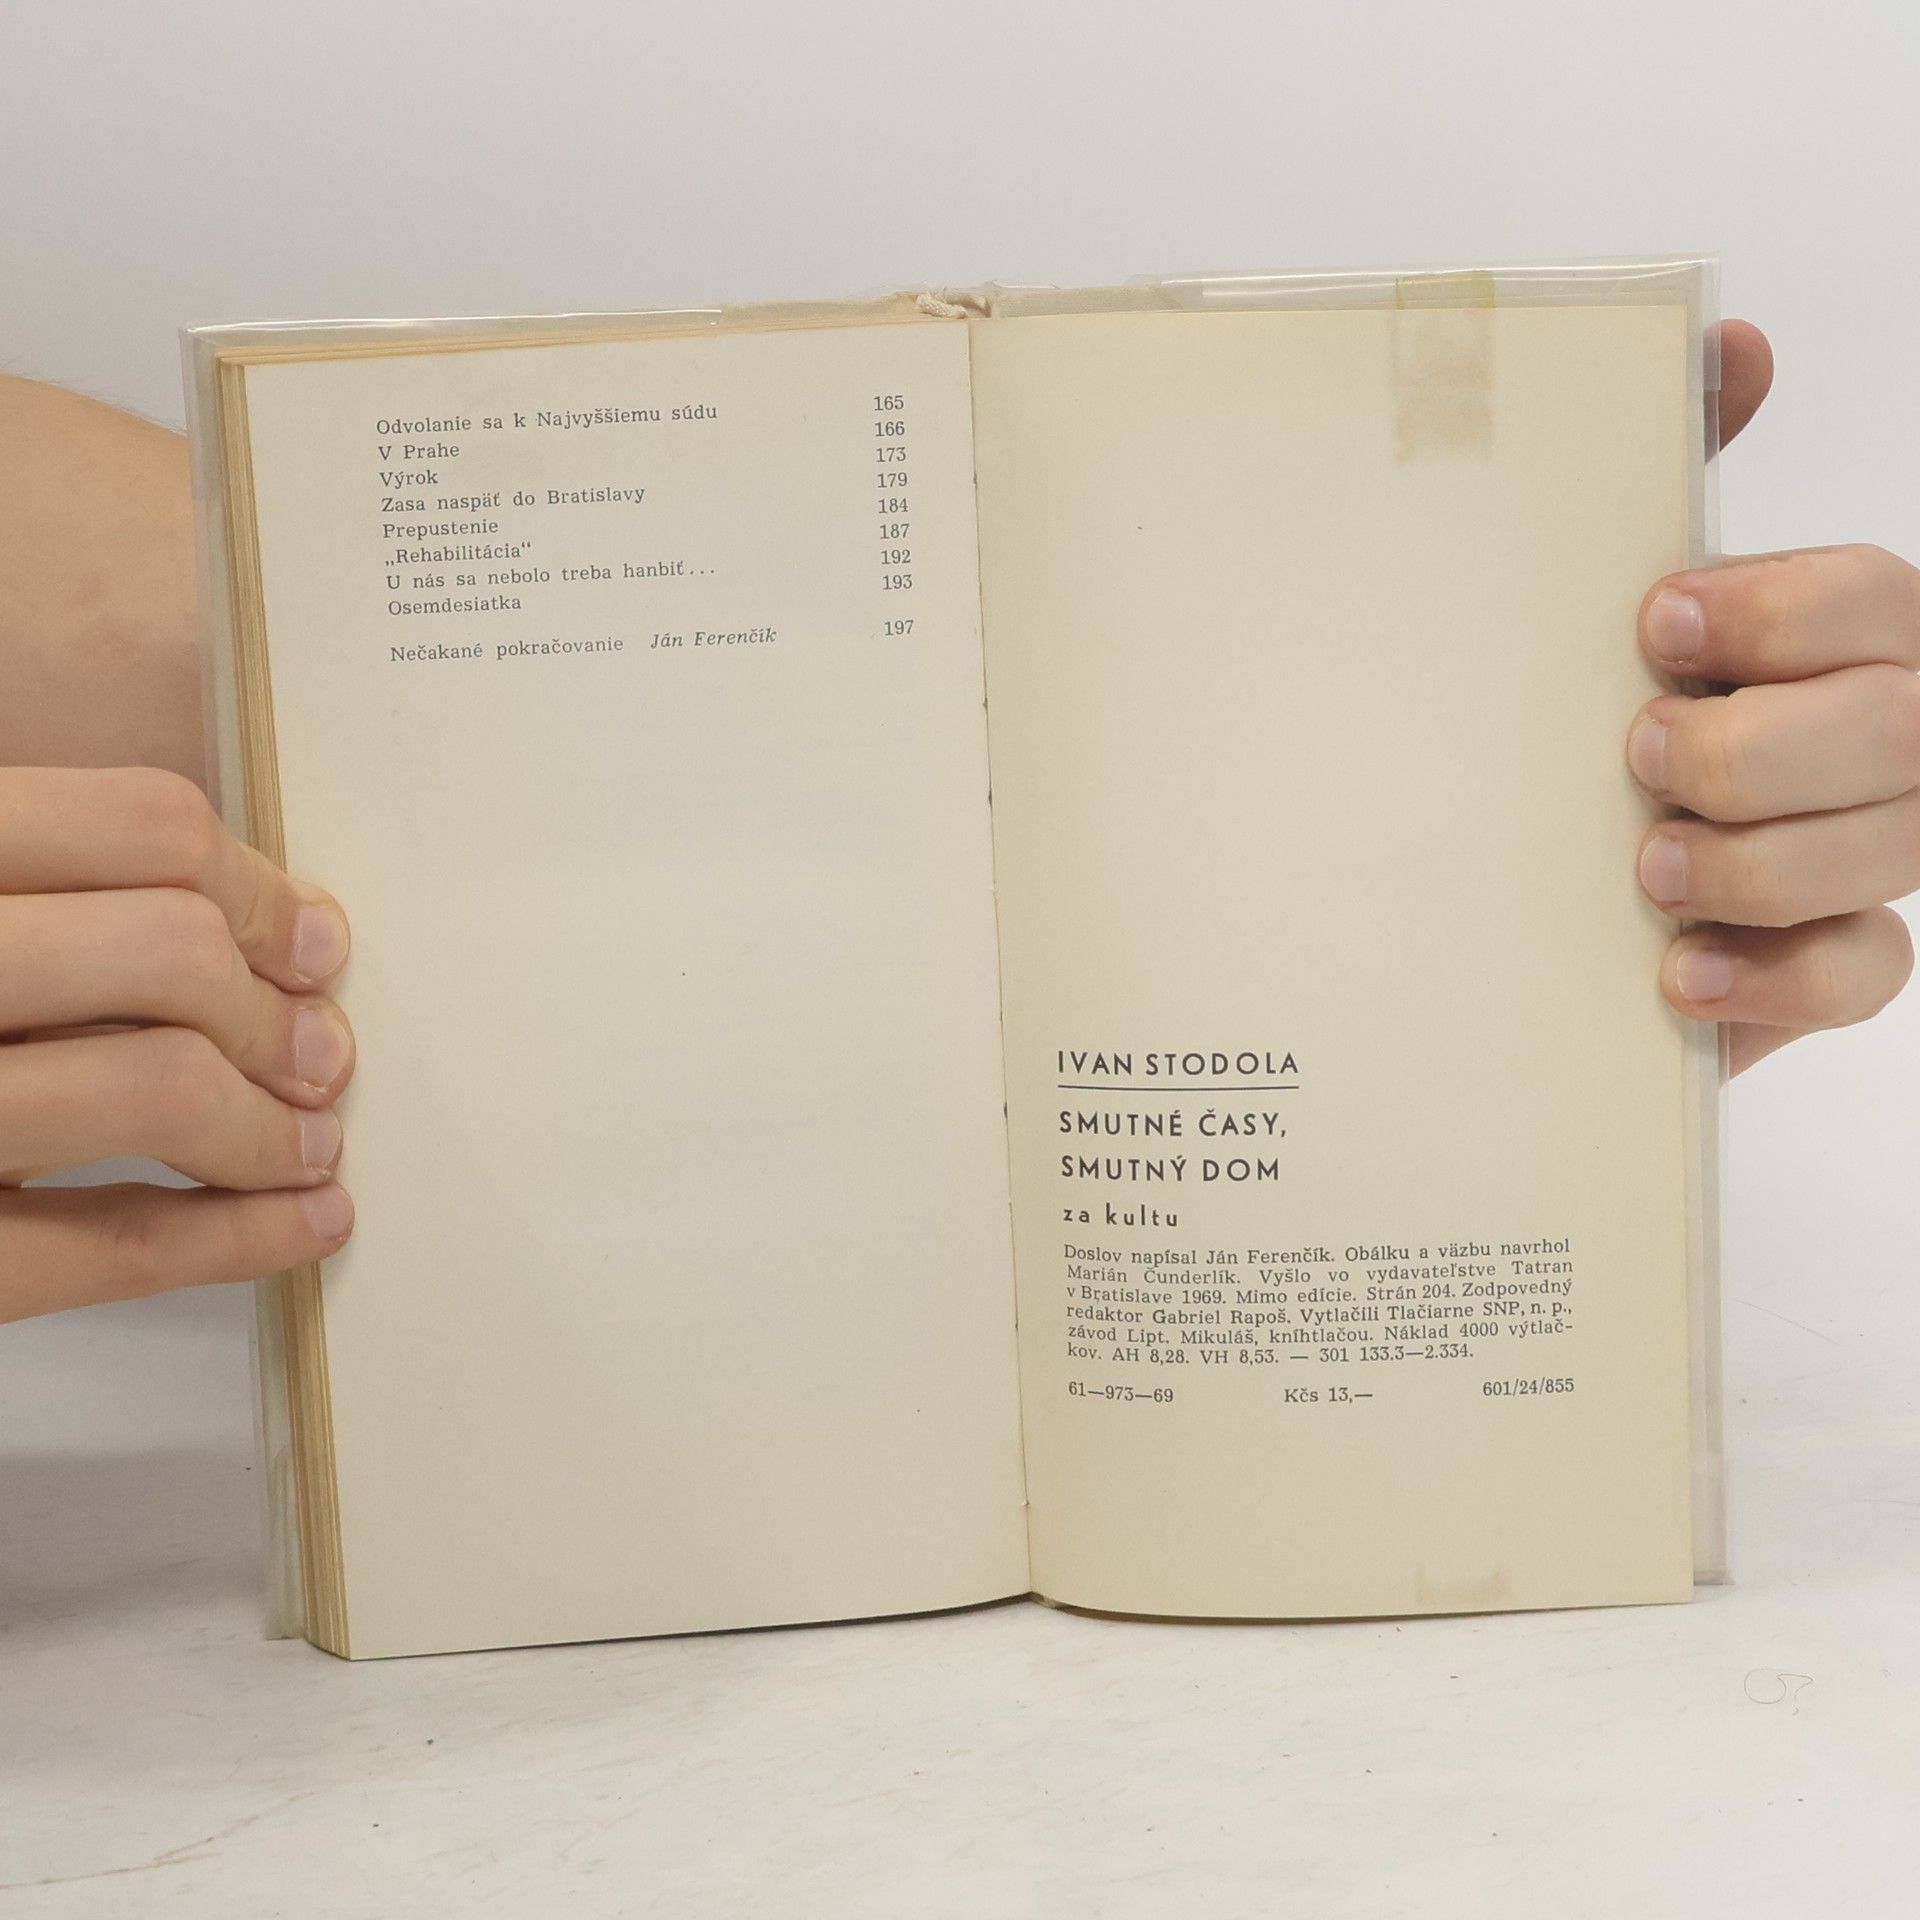 Odvolanie sa k Najvyššiemu súdu 165
V Prahe 166
Výrok 173
Zasa naspäť do Bratislavy 179
Prepustenie 184
„Rehabilitácia“ 187
U nás sa nebolo treba hanbiť... 192
Osemdesiatka 193
Nečakané pokračovanie Ján Ferenčík 197
IVAN STODOLA
SMUTNÉ ČASY,
SMUTNÝ DOM
za kultu
Doslov napísal Ján Ferenčík. Obálku a väzbu navrhol
Marián Čunderlík. Vyšlo vo vydavateľstve Tatran
v Bratislave 1969. Mimo edície. Strán 204. Zodpovedný
redaktor Gabriel Rapoš. Vytlačili Tlačiarne SNP, n. p.,
závod Lipt. Mikuláš, kníhtlačou. Náklad 4000 výtlač-
kov. AH 8,28. VH 8,53. — 301 133.3—2.334.
61—973—69 Kčs 13,— 601/24/855